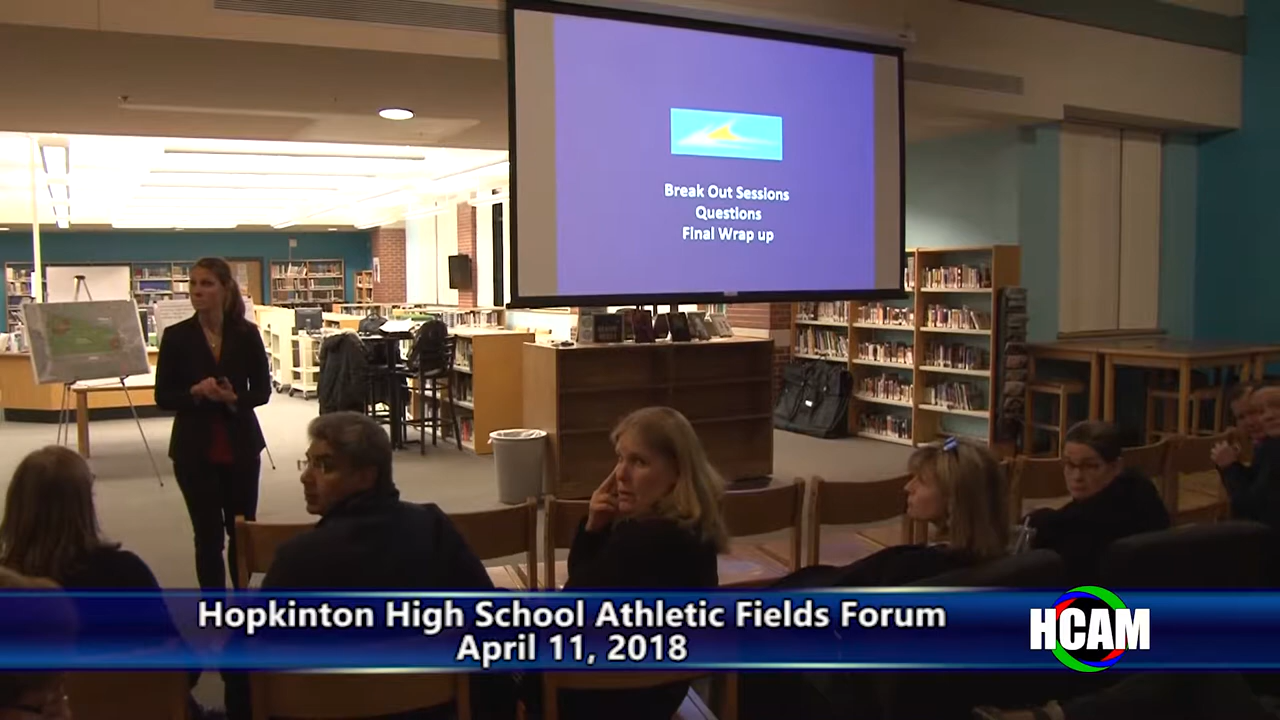 Break Out Sessions
Questions
Final Wrap up
Hopkinton High School Athletic Fields Forum
April 11, 2018
HCAM